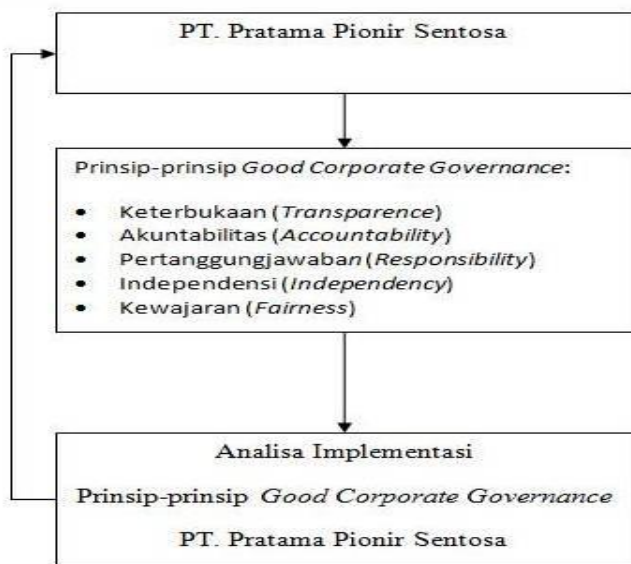 PT. Pratama Pionir Sentosa
Prinsip-prinsip Good Corporate Governance:
• Keterbukaan (Transparence)
• Akuntabilitas (Accountability)
• Pertanggungjawaban (Responsibility)
• Independensi (Independency)
• Kewajaran (Fairness)
Analisa Implementasi
Prinsip-prinsip Good Corporate Governance
PT. Pratama Pionir Sentosa